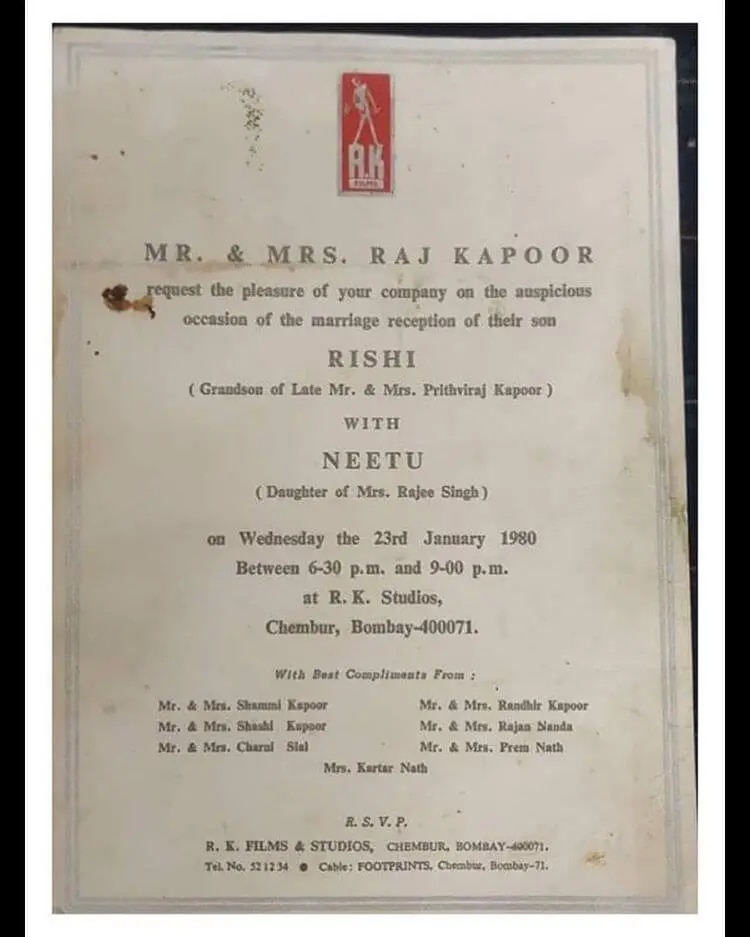 R.K
FILMS
MR. & MRS. RAJ KAPOOR
request the pleasure of your company on the auspicious
occasion of the marriage reception of their son
RISHI
( Grandson of Late Mr. & Mrs. Prithviraj Kapoor )
WITH
NEETU
( Daughter of Mrs. Rajee Singh )
on Wednesday the 23rd January 1980
Between 6-30 p.m. and 9-00 p.m.
at R. K. Studios,
Chembur, Bombay-400071.
With Best Compliments From :
Mr. & Mrs. Shammi Kapoor Mr. & Mrs. Randhir Kapoor
Mr. & Mrs. Shashi Kapoor Mr. & Mrs. Rajan Nanda
Mr. & Mrs. Charul Sial Mr. & Mrs. Prem Nath
Mrs. Kartar Nath
R. S. V. P.
R. K. FILMS & STUDIOS, CHEMBUR, BOMBAY-400071.
Tel. No. 52 12 34 ● Cable: FOOTPRINTS, Chembur, Bombay-71.